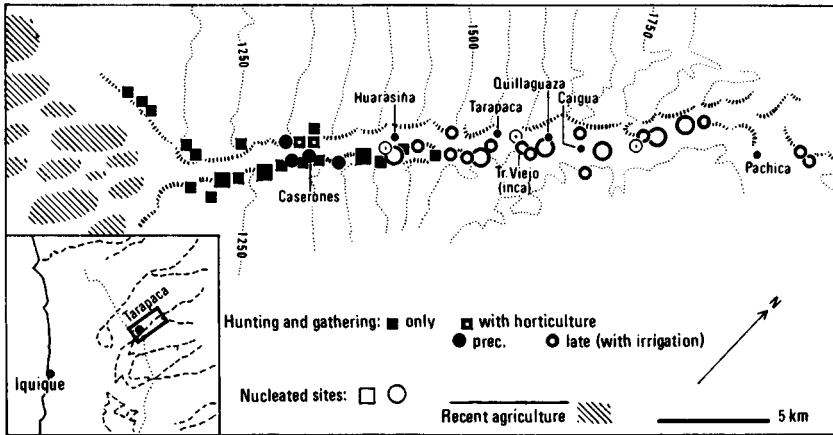 1250
1500
1750
Huarasiña
Tarapaca
Quillaguaza
Caigua
Caserones
Tr. Viejo
(inca)
Pachica
1250
Tarapaca
Iquique
N
Hunting and gathering: only with horticulture
prec. late (with irrigation)
Nucleated sites:
Recent agriculture
5 km